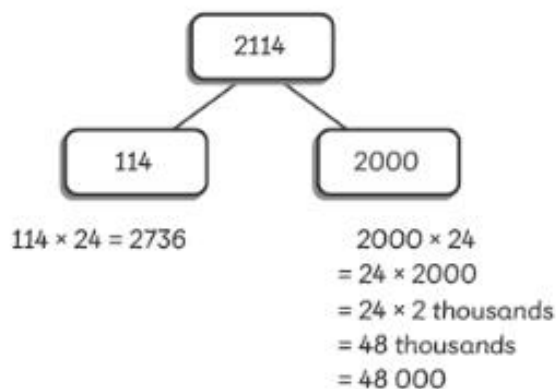 2114
114
2000
114 × 24 = 2736
2000 × 24
= 24 × 2000
= 24 × 2 thousands
= 48 thousands
= 48 000